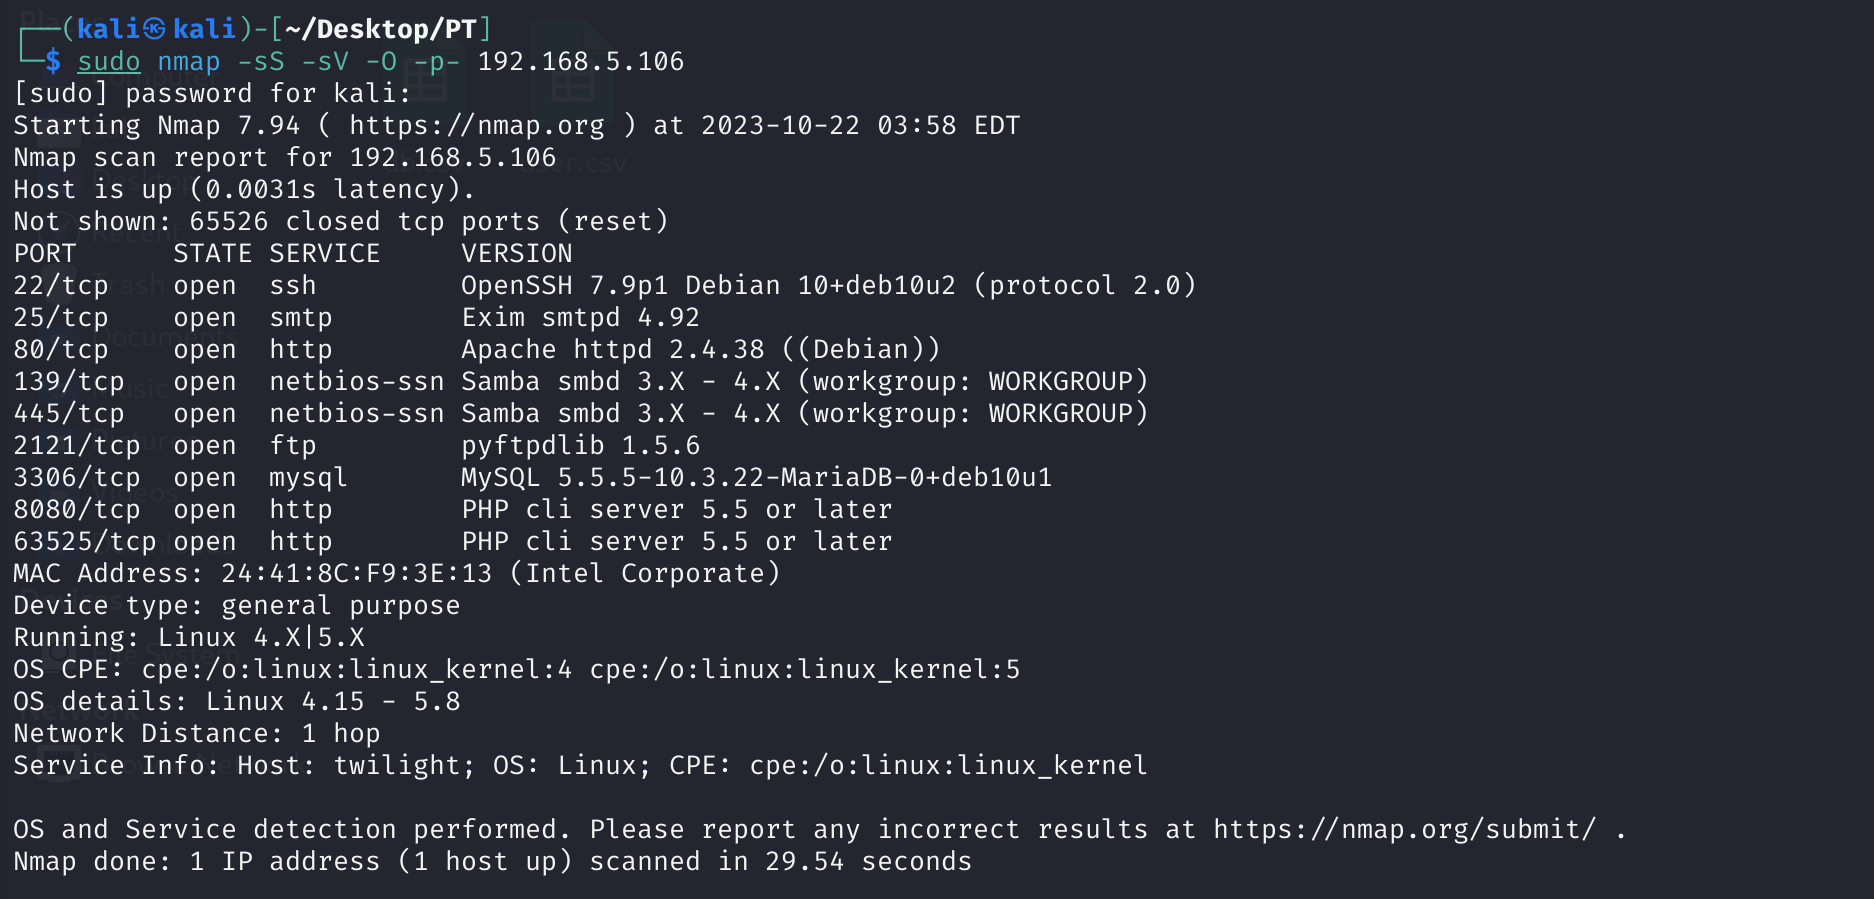 (kali㉿kali)-[~/Desktop/PT]
$ sudo nmap -sS -sV -O -p- 192.168.5.106
[sudo] password for kali:
Starting Nmap 7.94 ( https://nmap.org ) at 2023-10-22 03:58 EDT
Nmap scan report for 192.168.5.106
Host is up (0.0031s latency).
Not shown: 65526 closed tcp ports (reset)
PORT STATE SERVICE VERSION
22/tcp open ssh OpenSSH 7.9p1 Debian 10+deb10u2 (protocol 2.0)
25/tcp open smtp Exim smtpd 4.92
80/tcp open http Apache httpd 2.4.38 ((Debian))
139/tcp open netbios-ssn Samba smbd 3.X - 4.X (workgroup: WORKGROUP)
445/tcp open netbios-ssn Samba smbd 3.X - 4.X (workgroup: WORKGROUP)
2121/tcp open ftp pyftpdlib 1.5.6
3306/tcp open mysql MySQL 5.5.5-10.3.22-MariaDB-0+deb10u1
8080/tcp open http PHP cli server 5.5 or later
63525/tcp open http PHP cli server 5.5 or later
MAC Address: 24:41:8C:F9:3E:13 (Intel Corporate)
Device type: general purpose
Running: Linux 4.X|5.X
OS CPE: cpe:/o:linux:linux_kernel:4 cpe:/o:linux:linux_kernel:5
OS details: Linux 4.15 - 5.8
Network Distance: 1 hop
Service Info: Host: twilight; OS: Linux; CPE: cpe:/o:linux:linux_kernel
OS and Service detection performed. Please report any incorrect results at https://nmap.org/submit/ .
Nmap done: 1 IP address (1 host up) scanned in 29.54 seconds